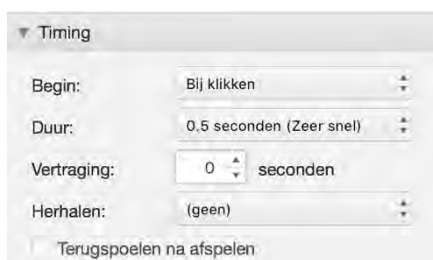 Timing
Begin: Bij klikken
Duur: 0,5 seconden (Zeer snel)
Vertraging: 0 seconden
Herhalen: (geen)
Terugspoelen na afspelen